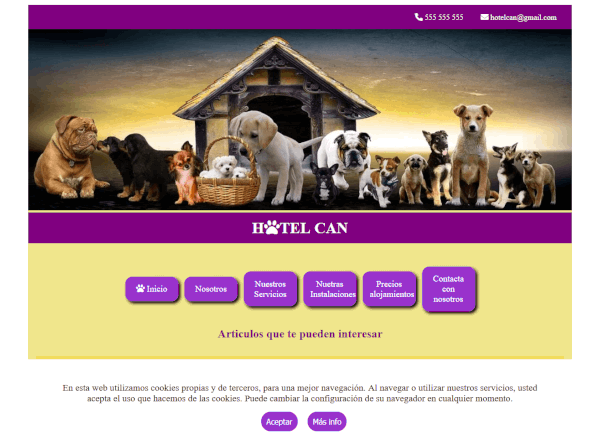 555 555 555 hotelcan@gmail.com
H TEL CAN
Inicio
Nosotros
Nuestros
Servicios
Nuetras
Instalaciones
Precios
alojamientos
Contacta
con
nosotros
Articulos que te pueden interesar
En esta web utilizamos cookies propias y de terceros, para una mejor navegación. Al navegar o utilizar nuestros servicios, usted
acepta el uso que hacemos de las cookies. Puede cambiar la configuración de su navegador en cualquier momento.
Aceptar Más info